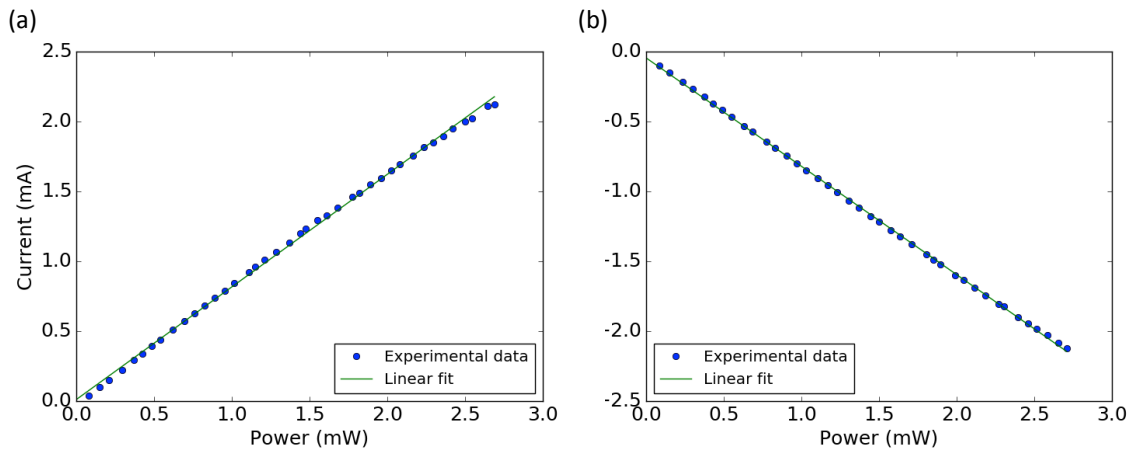 (a)
2.5
2.0
1.5
1.0
0.5
0.0
Current (mA)
0.0 0.5 1.0 1.5 2.0 2.5 3.0
Power (mW)
Experimental data
Linear fit
(b)
0.0
-0.5
-1.0
-1.5
-2.0
-2.5
0.0 0.5 1.0 1.5 2.0 2.5 3.0
Power (mW)
Experimental data
Linear fit